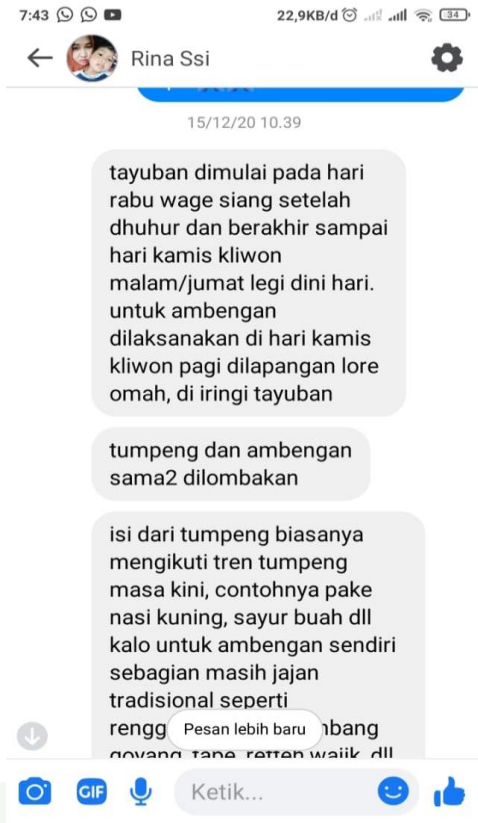 7:43
22,9KB/d
34
Rina Ssi
15/12/20 10.39
tayuban dimulai pada hari
rabu wage siang setelah
dhuhur dan berakhir sampai
hari kamis kliwon
malam/jumat legi dini hari.
untuk ambengan
dilaksanakan di hari kamis
kliwon pagi dilapangan lore
omah, di iringi tayuban
tumpeng dan ambengan
sama2 dilombakan
isi dari tumpeng biasanya
mengikuti tren tumpeng
masa kini, contohnya pake
nasi kuning, sayur buah dll
kalo untuk ambengan sendiri
sebagian masih jajan
tradisional seperti
rengg
Pesan lebih baru
nbang
goyang, tape, wajik, dll
GIF
Ketik...